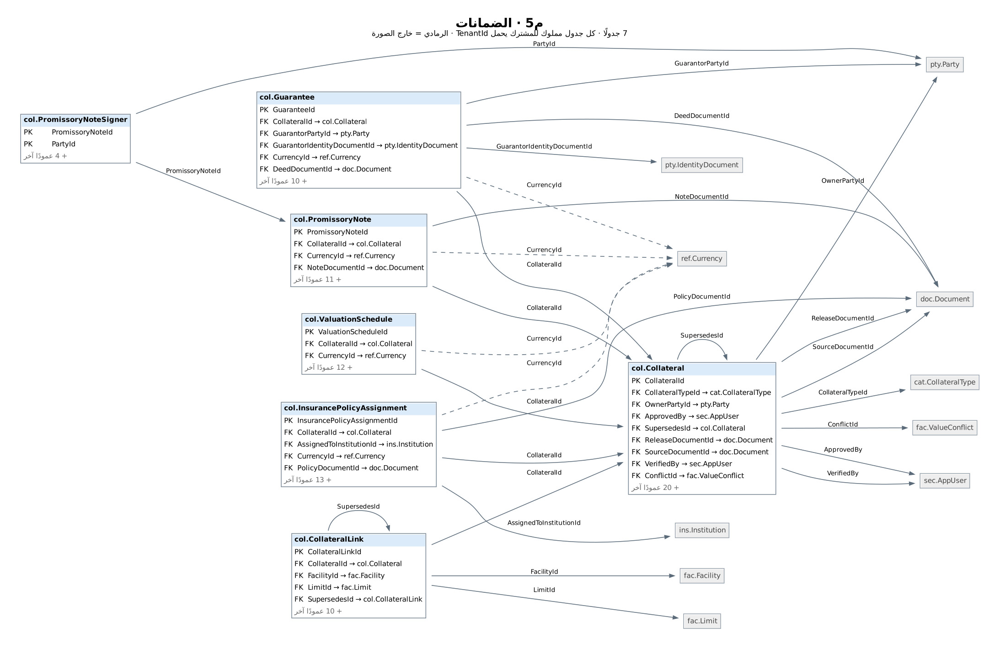 م5 · الضمانات
7 جدولًا · كل جدول مملوك للمشترك يحمل TenantId · الرمادي = خارج الصورة
PartyId
GuarantorPartyId
pty.Party
col.Guarantee
PK GuaranteeId
FK CollateralId → col.Collateral
FK GuarantorPartyId → pty.Party
FK GuarantorIdentityDocumentId → pty.IdentityDocument
FK CurrencyId → ref.Currency
FK DeedDocumentId → doc.Document
+ 10 عمودًا آخر
DeedDocumentId
col.PromissoryNoteSigner
PK PromissoryNoteId
PK PartyId
+ 4 عمودًا آخر
GuarantorIdentityDocumentId
pty.IdentityDocument
PromissoryNoteId
OwnerPartyId
CurrencyId
NoteDocumentId
col.PromissoryNote
PK PromissoryNoteId
FK CollateralId → col.Collateral
FK CurrencyId → ref.Currency
FK NoteDocumentId → doc.Document
+ 11 عمودًا آخر
CurrencyId
ref.Currency
CollateralId
PolicyDocumentId
doc.Document
CollateralId
ReleaseDocumentId
col.ValuationSchedule
PK ValuationScheduleId
FK CollateralId → col.Collateral
FK CurrencyId → ref.Currency
+ 12 عمودًا آخر
CurrencyId
SupersedesId
SourceDocumentId
CurrencyId
col.Collateral
PK CollateralId
FK CollateralTypeId → cat.CollateralType
FK OwnerPartyId → pty.Party
FK ApprovedBy → sec.AppUser
FK SupersedesId → col.Collateral
FK ReleaseDocumentId → doc.Document
FK SourceDocumentId → doc.Document
FK VerifiedBy → sec.AppUser
FK ConflictId → fac.ValueConflict
+ 20 عمودًا آخر
cat.CollateralType
CollateralTypeId
CollateralId
col.InsurancePolicyAssignment
PK InsurancePolicyAssignmentId
FK CollateralId → col.Collateral
FK AssignedToInstitutionId → ins.Institution
FK CurrencyId → ref.Currency
FK PolicyDocumentId → doc.Document
+ 13 عمودًا آخر
ConflictId
fac.ValueConflict
ApprovedBy
CollateralId
CollateralId
VerifiedBy
sec.AppUser
SupersedesId
AssignedToInstitutionId
ins.Institution
col.CollateralLink
PK CollateralLinkId
FK CollateralId → col.Collateral
FK FacilityId → fac.Facility
FK LimitId → fac.Limit
FK SupersedesId → col.CollateralLink
+ 10 عمودًا آخر
FacilityId
fac.Facility
LimitId
fac.Limit